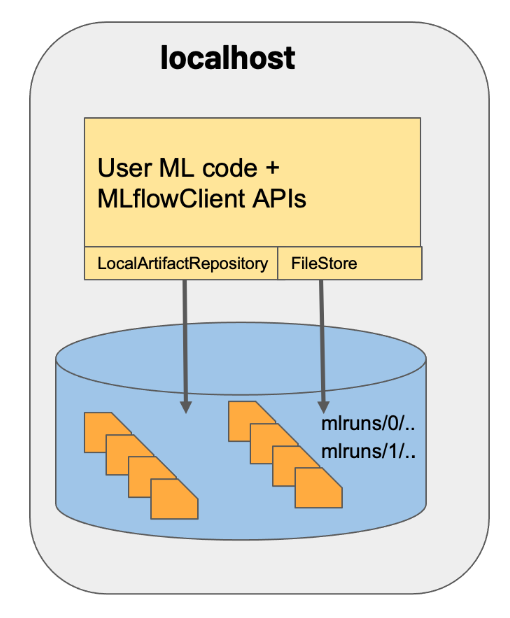 localhost
User ML code +
MLflowClient APIs
LocalArtifactRepository
FileStore
mlruns/0/..
mlruns/1/..